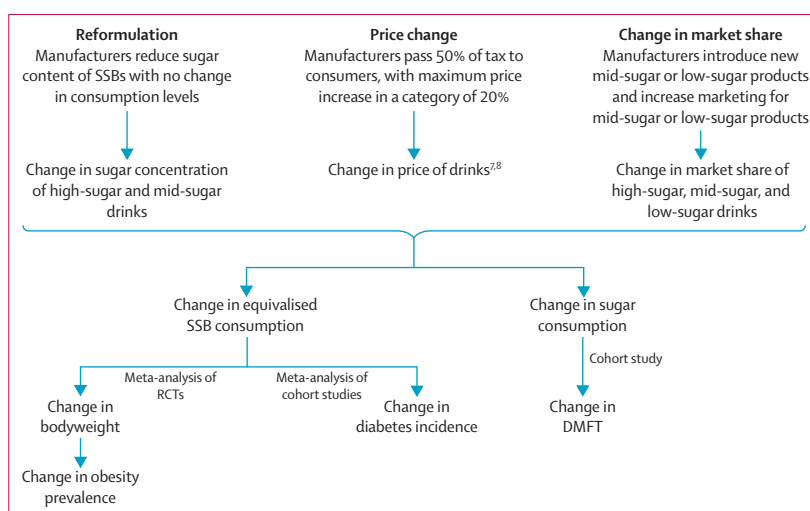 Reformulation
Manufacturers reduce sugar
content of SSBs with no change
in consumption levels
Price change
Manufacturers pass 50% of tax to
consumers, with maximum price
increase in a category of 20%
Change in market share
Manufacturers introduce new
mid-sugar or low-sugar products
and increase marketing for
mid-sugar or low-sugar products
Change in sugar concentration
of high-sugar and mid-sugar
drinks
Change in price of drinks7,8
Change in market share of
high-sugar, mid-sugar, and
low-sugar drinks
Change in equivalised
SSB consumption
Change in sugar
consumption
Meta-analysis of
RCTs
Meta-analysis of
cohort studies
Cohort study
Change in
bodyweight
Change in
diabetes incidence
Change in
DMFT
Change in obesity
prevalence